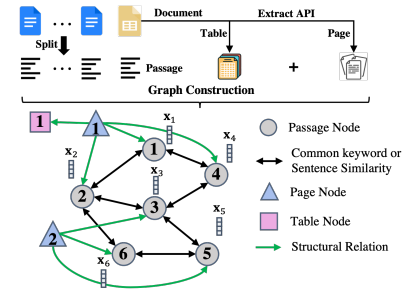 Document
Extract API
Split
Table
Page
Passage
Graph Construction
1
1
x1
x4
1
Passage Node
4
Common keyword or
Sentence Similarity
x2
x3
2
3
Page Node
x5
Table Node
2
6
5
Structural Relation
x6